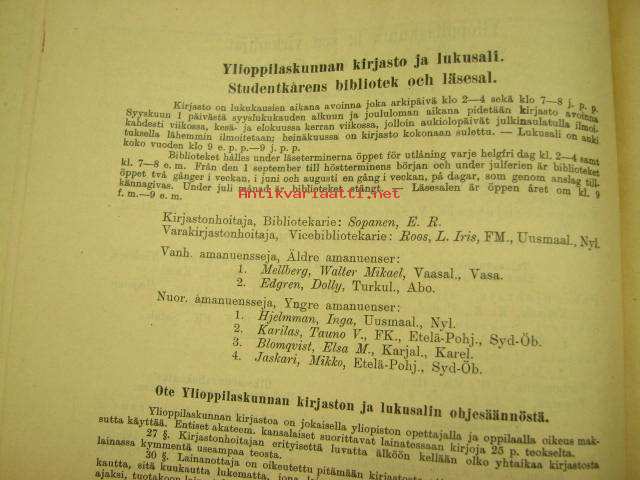 Ylioppilaskunnan kirjasto ja lukusali.
Studentkårens bibliotek och läsesal.
Kirjasto on lukukausien aikana avoinna joka arkipäivä klo 2—4 sekä klo 7—8 j. p. p.
Syyskuun 1 päivästä syyslukukauden alkuun ja joululoman aikana pidetään kirjasto avoinna
kahdesti viikossa, kesä- ja elokuussa kerran viikossa, jolloin aukiolopäivät julkinaulatulla ilmoi-
tuksella lähemmin ilmoitetaan; heinäkuussa on kirjasto kokonaan suljettu. — Lukusali on auki
koko vuoden klo 9 e. p.—9 j. p. p.
Biblioteket hålles under läseterminerna öppet för utlåning varje helgfri dag kl. 2—4 samt
kl. 7—8 e. m. Från den 1 september till höstterminens början och under julferien är biblioteket
öppet två gånger i veckan, i juni och augusti en gång i veckan, på dagar, som genom anslag till-
kännagivas. Under juli månad är biblioteket stängt. — Läsesalen är öppen året om kl. 9
f. m.—9 e. m.
Antikvariaatti.net
Kirjastonhoitaja, Bibliotekarie: Sopanen, E. R.
Varakirjastonhoitaja, Vicebibliotekarie: Roos, L. Iris, FM., Uusmaal., Nyl.
Vanh. amanuensseja, Äldre amanuenser:
1. Mellberg, Walter Mikael, Vaasal., Vasa.
2. Edgren, Dolly, Turkul., Åbo.
Nuor. amanuensseja, Yngre amanuenser:
1. Hjelmman, Inga, Uusmaal., Nyl.
2. Karilas, Tauno V., FK., Etelä-Pohj., Syd-Öb.
3. Blomqvist, Elsa M., Karjal., Karel.
4. Jaskari, Mikko, Etelä-Pohj., Syd-Öb.
Ote Ylioppilaskunnan kirjaston ja lukusalin ohjesäännöstä.
Ylioppilaskunnan kirjastoa on jokaisella yliopiston opettajalla ja oppilaalla oikeus mak-
sutta käyttää. Entiset akateem. kansalaiset suorittavat lainatessaan kirjoja 25 p. teokselta.
27 §. Kirjastonhoitajan erityisettä luvatta älköön kellään olko yhtaikaa kirjastosta
lainassa kymmentä useampaa teosta.
30 §. Lainanottaja on oikeutettu pitämään kirjastosta
kautta, sitä kuukautta lukematta, jona
ajaksi, tuotakoon